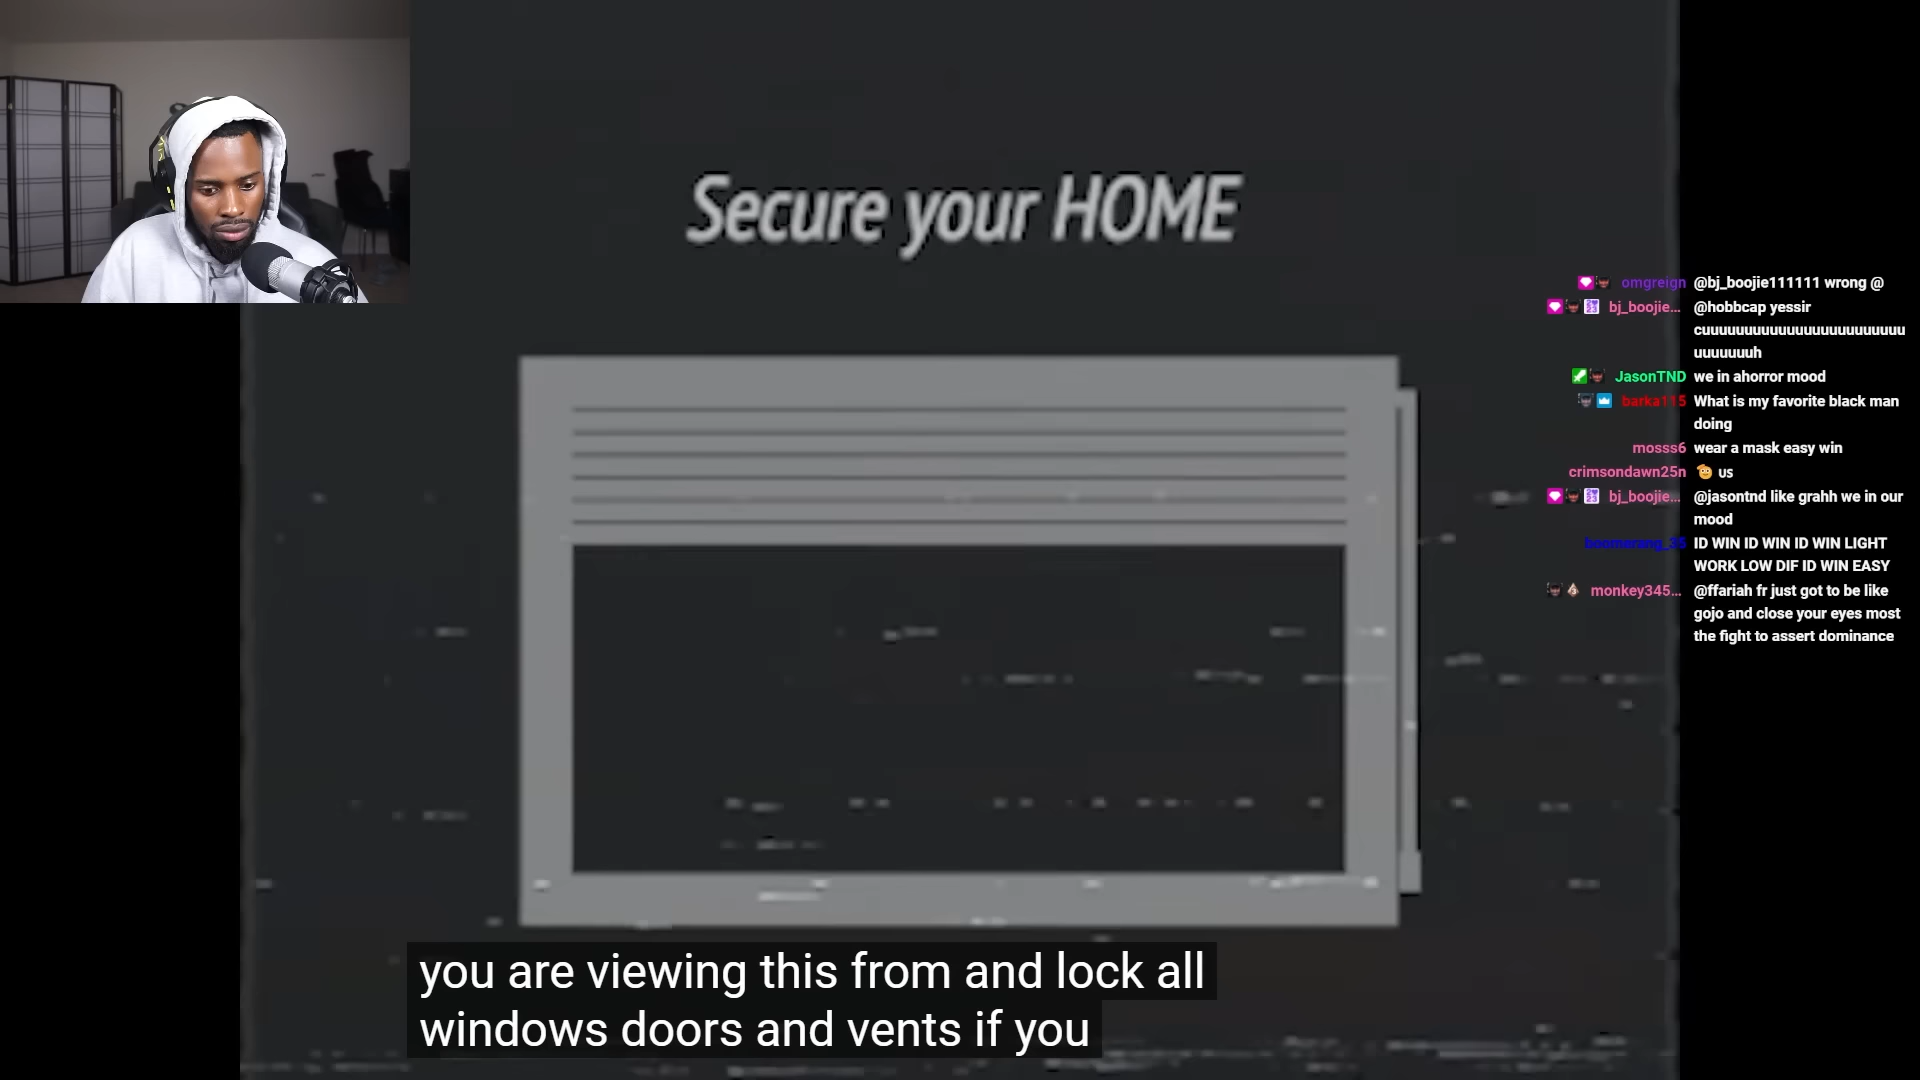 Secure your HOME
omgreign @bj_boojie111111 wrong @
bj_boojie... @hobbcap yessir
cuuuuuuuuuuuuuuuuuuuuuuuu
uuuuuuuh
JasonTND we in ahorror mood
barka115 What is my favorite black man
doing
mosss6 wear a mask easy win
crimsondawn25n us
bj_boojie... @jasontnd like grahh we in our
mood
boomerang_35 ID WIN ID WIN ID WIN LIGHT
WORK LOW DIF ID WIN EASY
monkey345... @ffariah fr just got to be like
gojo and close your eyes most
the fight to assert dominance
you are viewing this from and lock all
windows doors and vents if you